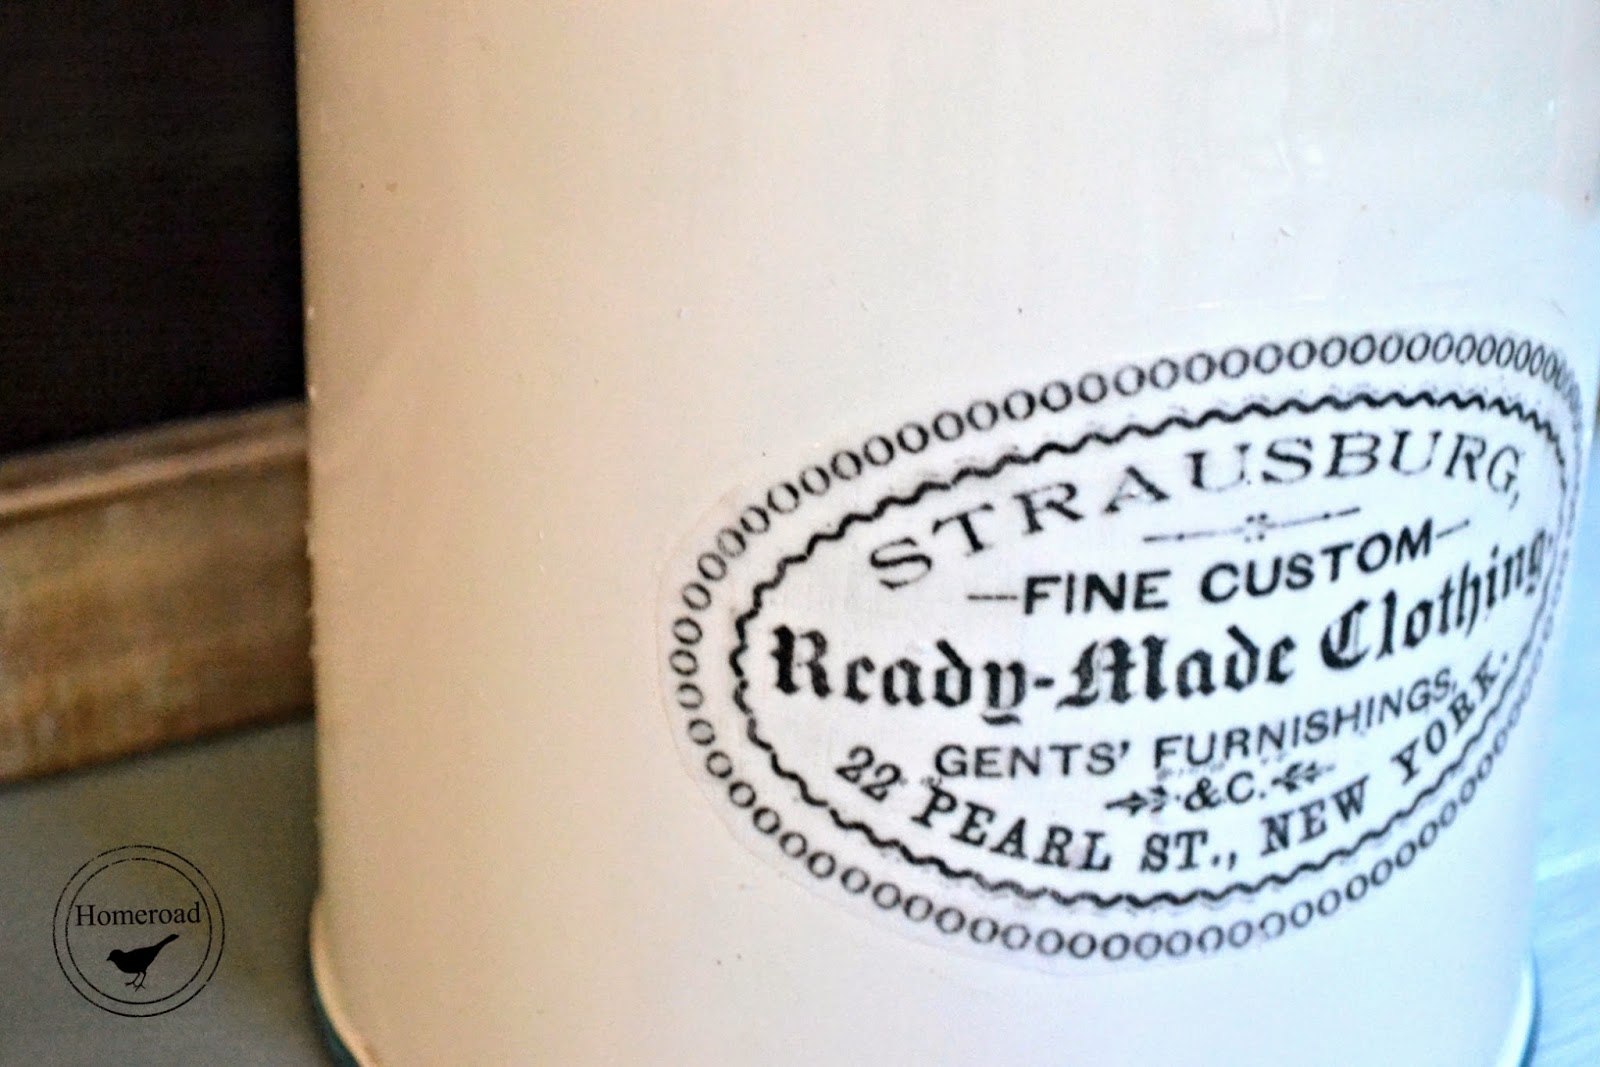 STRAUSBURG,
—FINE CUSTOM—
Ready-Made Clothing,
GENTS' FURNISHINGS,
&C.
22 PEARL ST., NEW YORK.
Homeroad